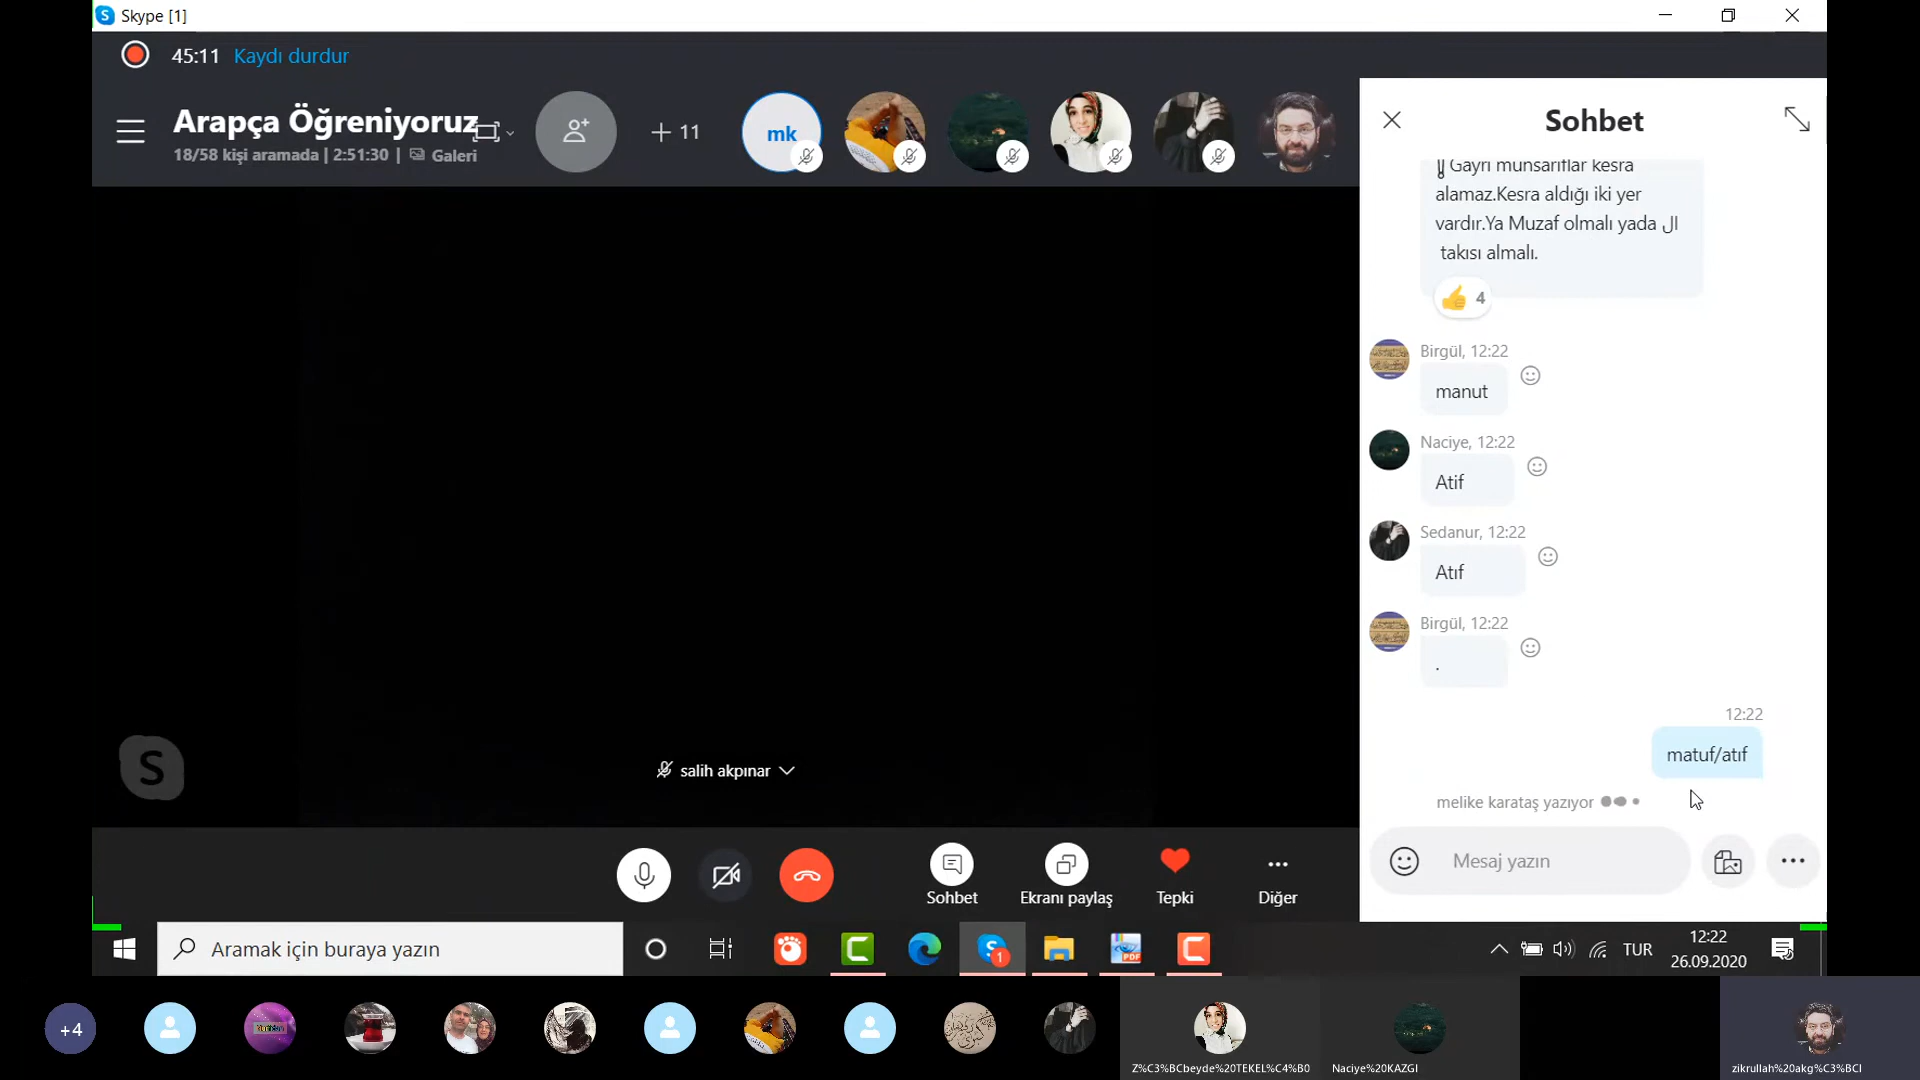 Skype [1]
45:11 Kaydı durdur
Arapça Öğreniyoruz
18/58 kişi aramada | 2:51:30 | Galeri
+ 11
mk
Sohbet
Gayri munsarıflar kesra
alamaz.Kesra aldığı iki yer
vardır.Ya Muzaf olmalı yada ال
takısı almalı.
👍 4
Birgül, 12:22
manut
Naciye, 12:22
Atif
Sedanur, 12:22
Atıf
Birgül, 12:22
.
12:22
matuf/atıf
melike karataş yazıyor
Mesaj yazın
salih akpınar
Sohbet
Ekranı paylaş
Tepki
Diğer
Aramak için buraya yazın
1
PDF
TUR
12:22
26.09.2020
+4
Z%C3%BCbeyde%20TEKEL%C4%B0
Naciye%20KAZGI
zikrullah%20akg%C3%BCl